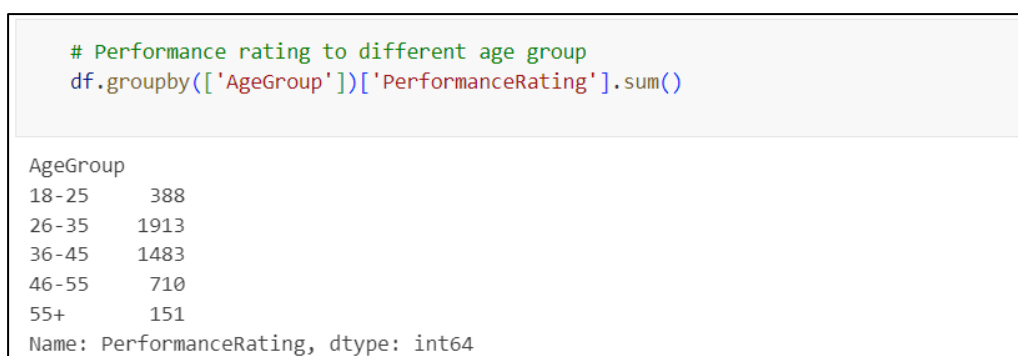 # Performance rating to different age group
df.groupby(['AgeGroup'])['PerformanceRating'].sum()
AgeGroup
18-25 388
26-35 1913
36-45 1483
46-55 710
55+ 151
Name: PerformanceRating, dtype: int64